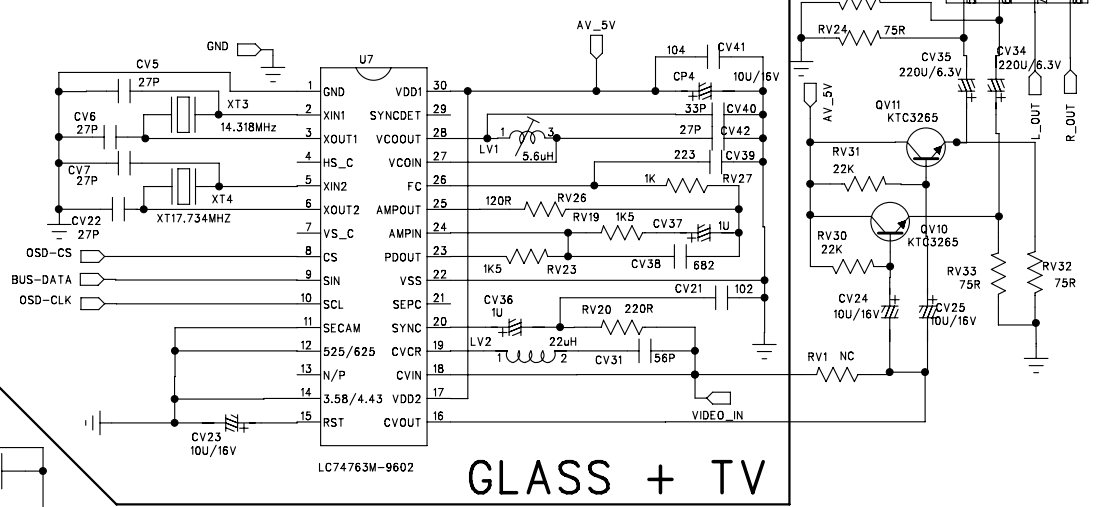 GND
U7
AV_5V
104
CV41
CP4
10U/16V
CV5
27P
XT3
14.318MHz
CV6
27P
CV7
27P
XT4
XT17.734MHZ
CV22
27P
OSD-CS
BUS-DATA
OSD-CLK
CV23
10U/16V
1 GND
2 XIN1
3 XOUT1
4 HS_C
5 XIN2
6 XOUT2
7 VS_C
8 CS
9 SIN
10 SCL
11 SECAM
12 525/625
13 N/P
14 3.58/4.43
15 RST
VDD1 30
SYNCDET 29
VCOOUT 28
VCOIN 27
FC 26
AMPOUT 25
AMPIN 24
PDOUT 23
VSS 22
SEPC 21
SYNC 20
CVCR 19
CVIN 18
VDD2 17
CVOUT 16
LC74763M-9602
33P
CV40
27P
CV42
LV1
1
3
5.6uH
223
CV39
1K
RV27
120R
RV26
RV19
1K5
CV37
1U
1K5
RV23
CV38
682
CV21
102
CV36
1U
RV20
220R
LV2
1
22uH
2
CV31
56P
VIDEO_IN
RV1
NC
GLASS + TV
RV24
75R
CV35
220U/6.3V
CV34
220U/6.3V
AV_5V
QV11
KTC3265
L_OUT
R_OUT
RV31
22K
RV30
22K
QV10
KTC3265
RV33
75R
RV32
75R
CV24
10U/16V
CV25
10U/16V